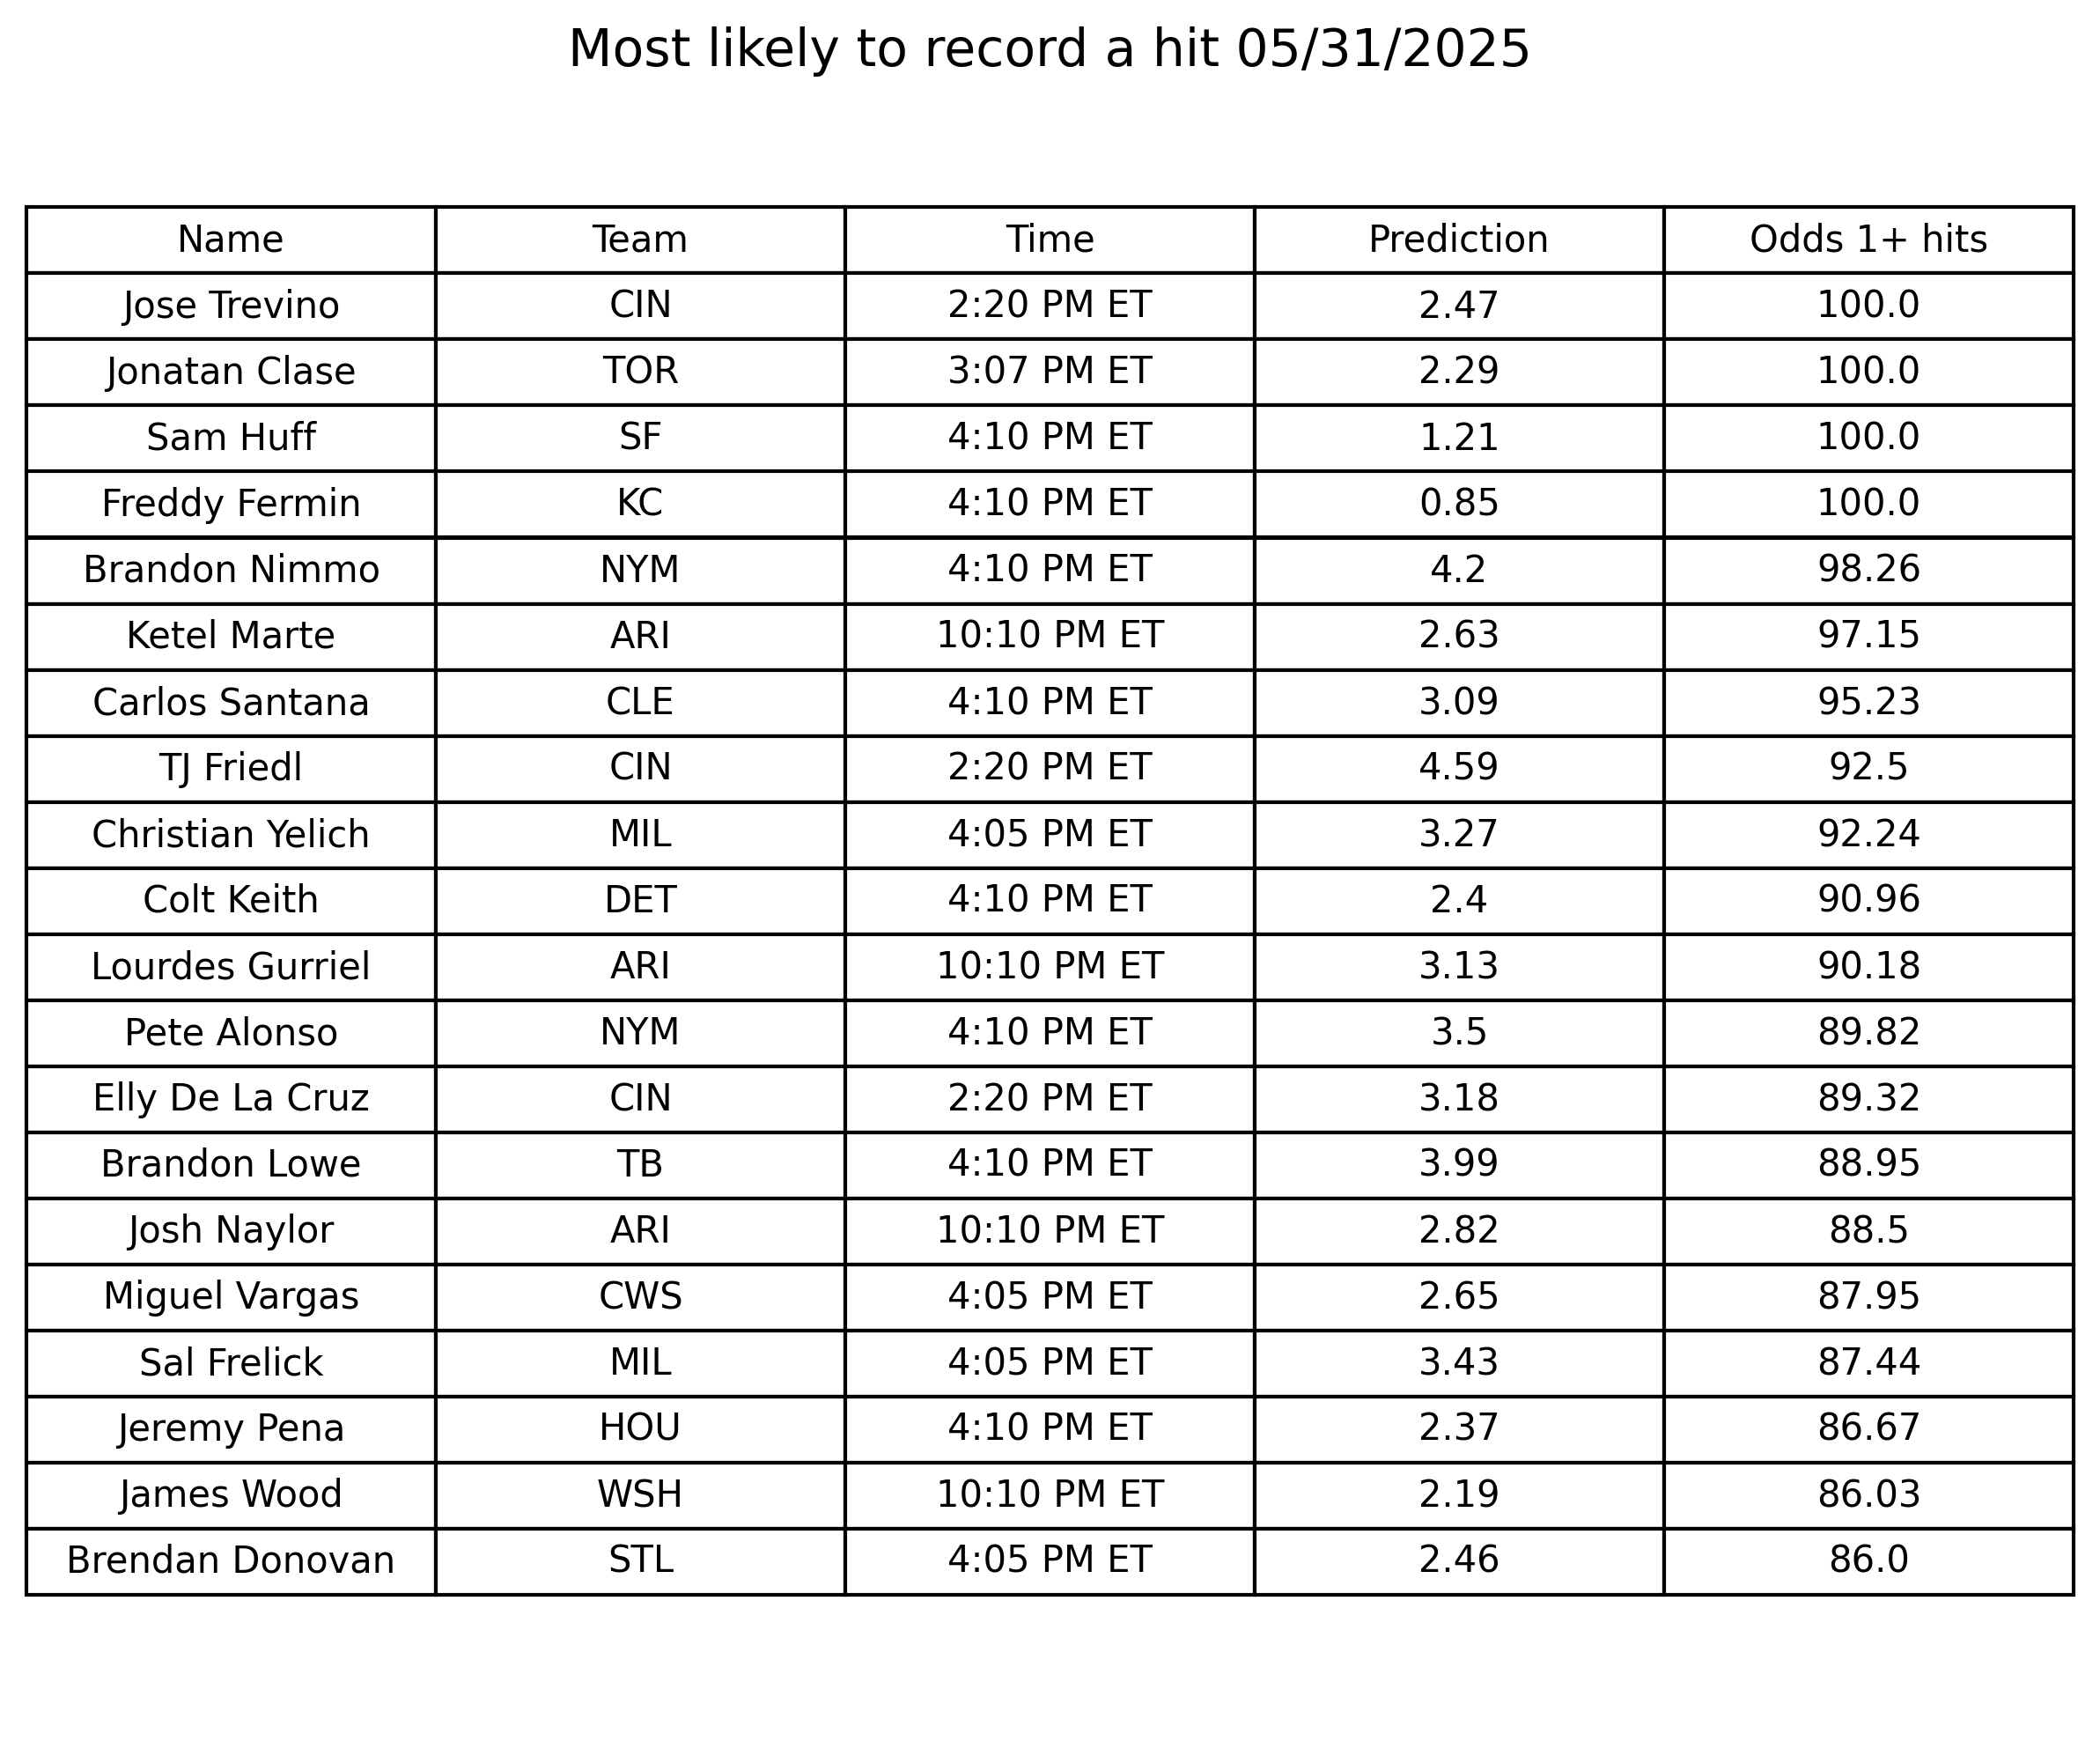 Most likely to record a hit 05/31/2025
Name Team Time Prediction Odds 1+ hits
Jose Trevino CIN 2:20 PM ET 2.47 100.0
Jonatan Clase TOR 3:07 PM ET 2.29 100.0
Sam Huff SF 4:10 PM ET 1.21 100.0
Freddy Fermin KC 4:10 PM ET 0.85 100.0
Brandon Nimmo NYM 4:10 PM ET 4.2 98.26
Ketel Marte ARI 10:10 PM ET 2.63 97.15
Carlos Santana CLE 4:10 PM ET 3.09 95.23
TJ Friedl CIN 2:20 PM ET 4.59 92.5
Christian Yelich MIL 4:05 PM ET 3.27 92.24
Colt Keith DET 4:10 PM ET 2.4 90.96
Lourdes Gurriel ARI 10:10 PM ET 3.13 90.18
Pete Alonso NYM 4:10 PM ET 3.5 89.82
Elly De La Cruz CIN 2:20 PM ET 3.18 89.32
Brandon Lowe TB 4:10 PM ET 3.99 88.95
Josh Naylor ARI 10:10 PM ET 2.82 88.5
Miguel Vargas CWS 4:05 PM ET 2.65 87.95
Sal Frelick MIL 4:05 PM ET 3.43 87.44
Jeremy Pena HOU 4:10 PM ET 2.37 86.67
James Wood WSH 10:10 PM ET 2.19 86.03
Brendan Donovan STL 4:05 PM ET 2.46 86.0